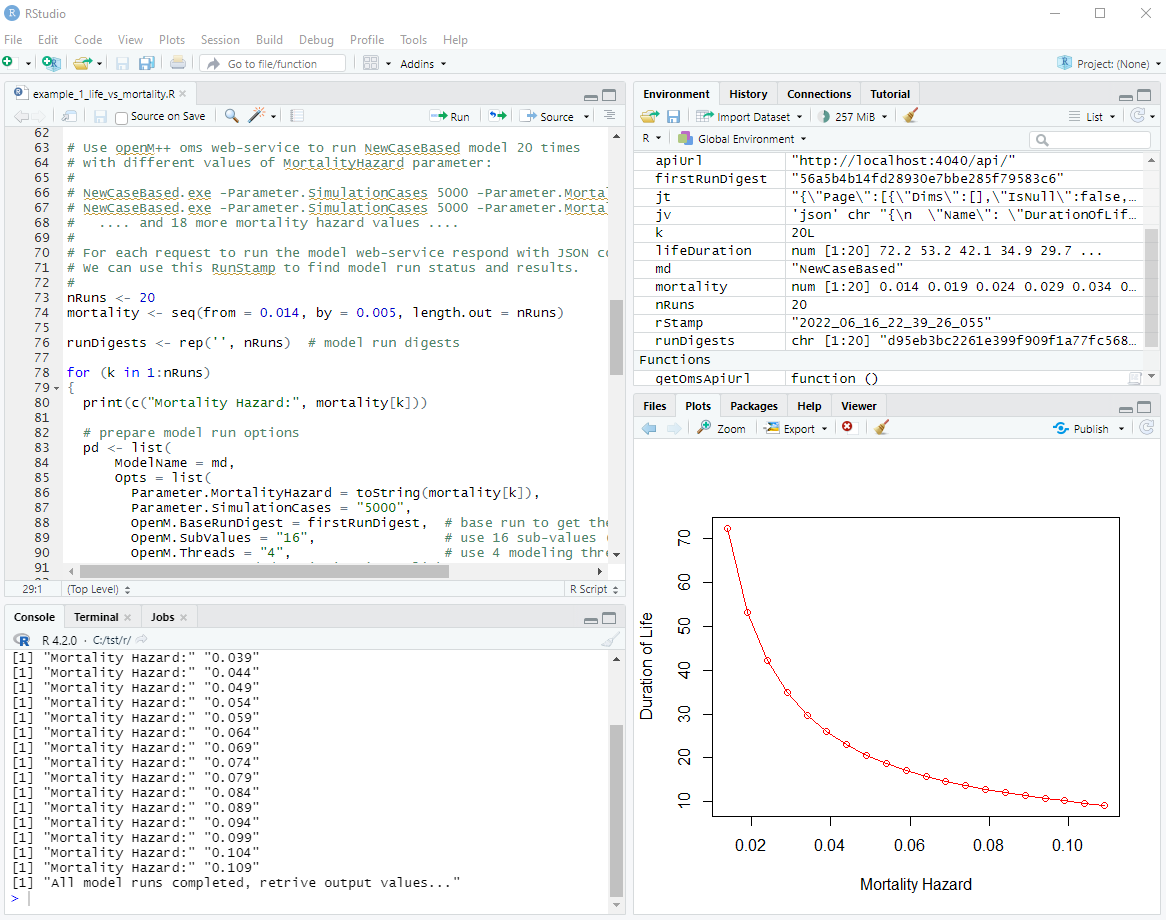 RStudio
File Edit Code View Plots Session Build Debug Profile Tools Help
Go to file/function Addins Project: (None)
example_1_life_vs_mortality.R
Source on Save Run Source
62
63 # Use openM++ oms web-service to run NewCaseBased model 20 times
64 # with different values of MortalityHazard parameter:
65 #
66 # NewCaseBased.exe -Parameter.SimulationCases 5000 -Parameter.Morta
67 # NewCaseBased.exe -Parameter.SimulationCases 5000 -Parameter.Morta
68 #   .... and 18 more mortality hazard values ....
69 #
70 # For each request to run the model web-service respond with JSON co
71 # We can use this RunStamp to find model run status and results.
72 #
73 nRuns <- 20
74 mortality <- seq(from = 0.014, by = 0.005, length.out = nRuns)
75
76 runDigests <- rep('', nRuns)  # model run digests
77
78 for (k in 1:nRuns)
79 {
80   print(c("Mortality Hazard:", mortality[k]))
81
82   # prepare model run options
83   pd <- list(
84       ModelName = md,
85       Opts = list(
86         Parameter.MortalityHazard = toString(mortality[k]),
87         Parameter.SimulationCases = "5000",
88         OpenM.BaseRunDigest = firstRunDigest,  # base run to get the
89         OpenM.SubValues = "16",                # use 16 sub-values
90         OpenM.Threads = "4",                   # use 4 modeling thre
91
29:1 (Top Level) R Script
Console Terminal Jobs
R 4.2.0 · C:/tst/r/
[1] "Mortality Hazard:" "0.039"
[1] "Mortality Hazard:" "0.044"
[1] "Mortality Hazard:" "0.049"
[1] "Mortality Hazard:" "0.054"
[1] "Mortality Hazard:" "0.059"
[1] "Mortality Hazard:" "0.064"
[1] "Mortality Hazard:" "0.069"
[1] "Mortality Hazard:" "0.074"
[1] "Mortality Hazard:" "0.079"
[1] "Mortality Hazard:" "0.084"
[1] "Mortality Hazard:" "0.089"
[1] "Mortality Hazard:" "0.094"
[1] "Mortality Hazard:" "0.099"
[1] "Mortality Hazard:" "0.104"
[1] "Mortality Hazard:" "0.109"
[1] "All model runs completed, retrive output values..."
>
Environment History Connections Tutorial
Import Dataset 257 MiB List
R Global Environment
apiUrl "http://localhost:4040/api/"
firstRunDigest "56a5b4b14fd28930e7bbe285f79583c6"
jt "{\"Page\":[{\"Dims\":[],\"IsNull\":false,…
jv 'json' chr "{\n  \"Name\": \"DurationOfLif…
k 20L
lifeDuration num [1:20] 72.2 53.2 42.1 34.9 29.7 ...
md "NewCaseBased"
mortality num [1:20] 0.014 0.019 0.024 0.029 0.034 0…
nRuns 20
rStamp "2022_06_16_22_39_26_055"
runDigests chr [1:20] "d95eb3bc2261e399f909f1a77fc568…
Functions
getOmsApiUrl function ()
Files Plots Packages Help Viewer
Zoom Export Publish
70
60
50
40
30
20
10
Duration of Life
0.02 0.04 0.06 0.08 0.10
Mortality Hazard